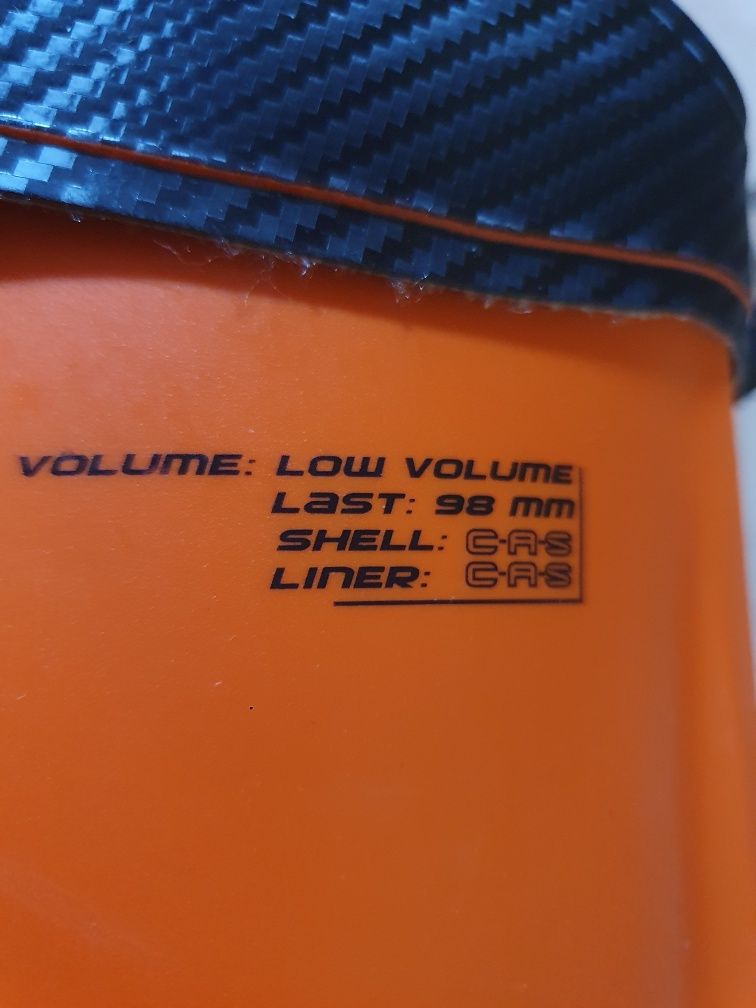 VOLUME: LOW VOLUME
LAST: 98 mm
SHELL: C-A-S
LINER: C-A-S